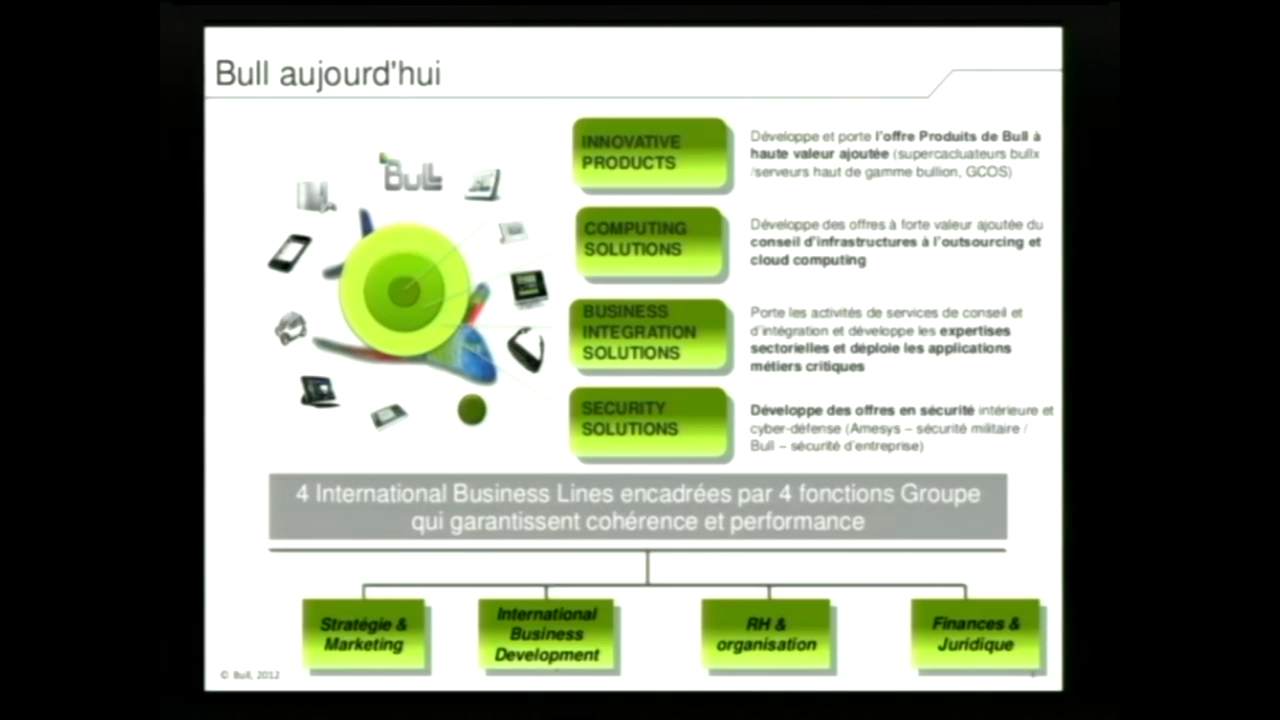 Bull aujourd'hui
Bull
INNOVATIVE
PRODUCTS
Développe et porte l'offre Produits de Bull à
haute valeur ajoutée (supercacluateurs bullx
/serveurs haut de gamme bullion, GCOS)
COMPUTING
SOLUTIONS
Développe des offres à forte valeur ajoutée du
conseil d'infrastructures à l'outsourcing et
cloud computing
BUSINESS
INTEGRATION
SOLUTIONS
Porte les activités de services de conseil et
d'intégration et développe les expertises
sectorielles et déploie les applications
métiers critiques
SECURITY
SOLUTIONS
Développe des offres en sécurité intérieure et
cyber-défense (Amesys – sécurité militaire /
Bull – sécurité d'entreprise)
4 International Business Lines encadrées par 4 fonctions Groupe
qui garantissent cohérence et performance
Stratégie &
Marketing
International
Business
Development
RH &
organisation
Finances &
Juridique
© Bull, 2012